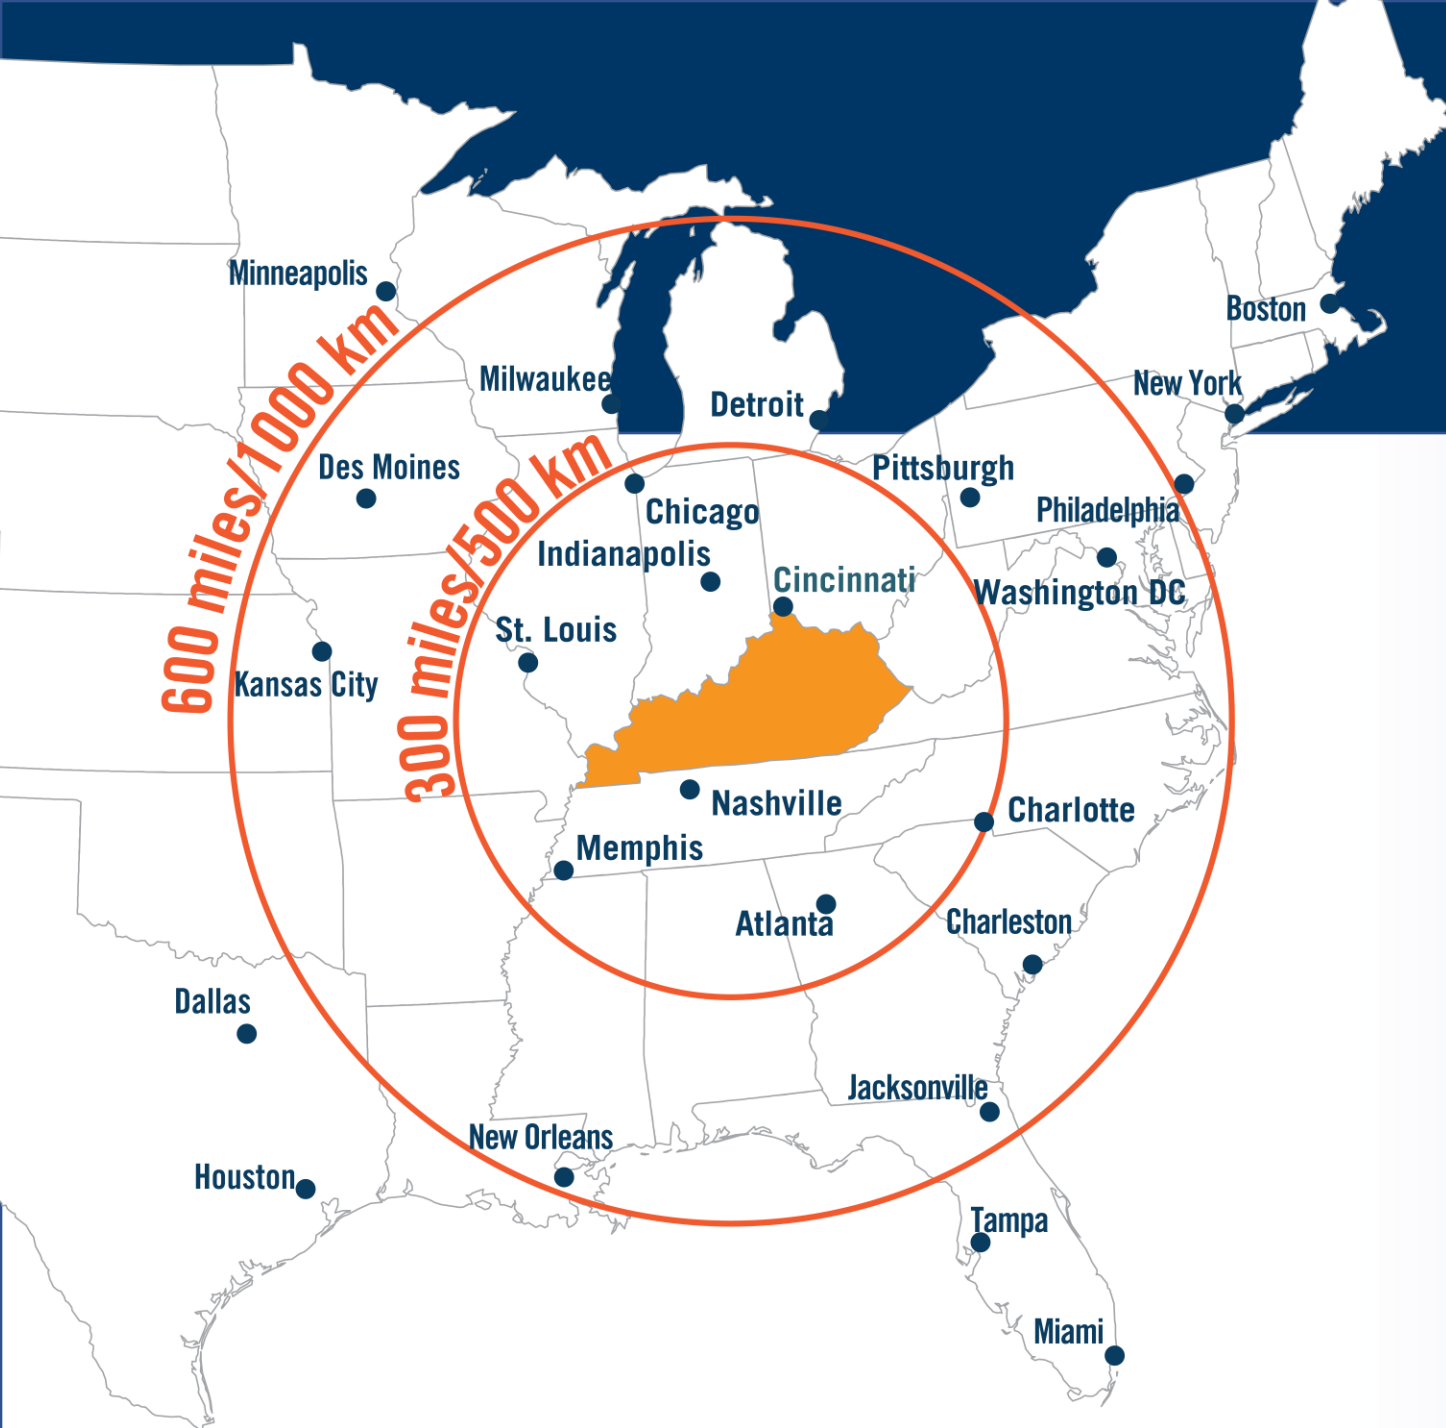 Minneapolis
Boston
Milwaukee
New York
Detroit
600 miles/1000 km
Des Moines
300 miles/500 km
Pittsburgh
Chicago
Philadelphia
Indianapolis
Cincinnati
Washington DC
St. Louis
Kansas City
Nashville
Charlotte
Memphis
Atlanta
Charleston
Dallas
Jacksonville
New Orleans
Houston
Tampa
Miami